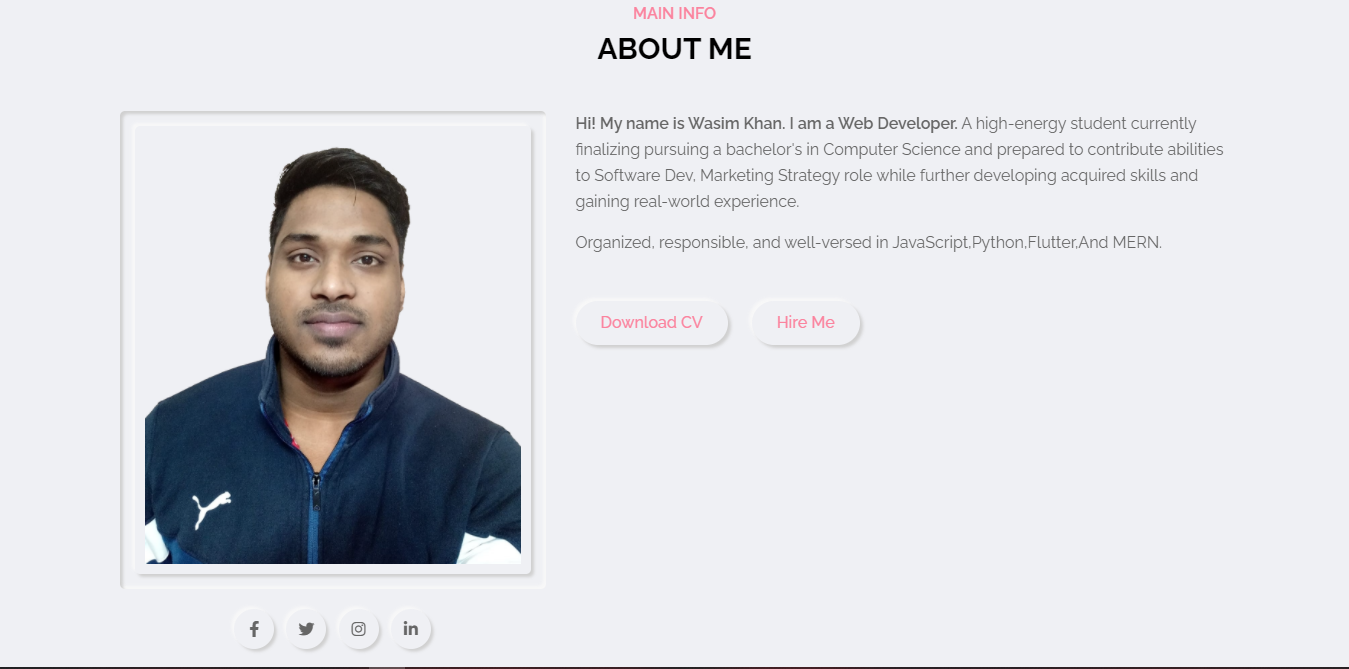 MAIN INFO
ABOUT ME
Hi! My name is Wasim Khan. I am a Web Developer. A high-energy student currently
finalizing pursuing a bachelor's in Computer Science and prepared to contribute abilities
to Software Dev, Marketing Strategy role while further developing acquired skills and
gaining real-world experience.
Organized, responsible, and well-versed in JavaScript,Python,Flutter,And MERN.
Download CV
Hire Me